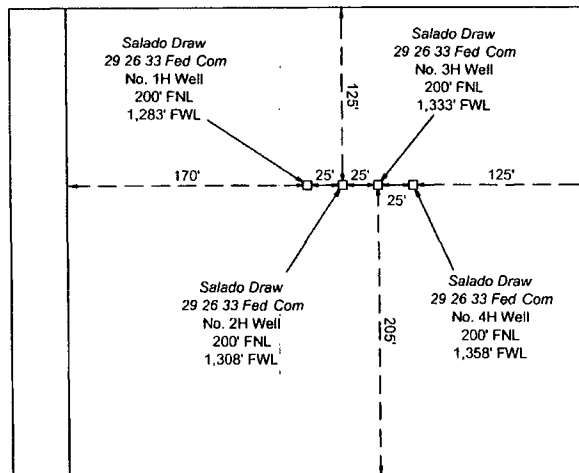 Salado Draw
29 26 33 Fed Com
No. 1H Well
200' FNL
1,283' FWL
Salado Draw
29 26 33 Fed Com
No. 3H Well
200' FNL
1,333' FWL
125'
170'
25'
25'
25'
125'
Salado Draw
29 26 33 Fed Com
No. 2H Well
200' FNL
1,308' FWL
205'
Salado Draw
29 26 33 Fed Com
No. 4H Well
200' FNL
1,358' FWL